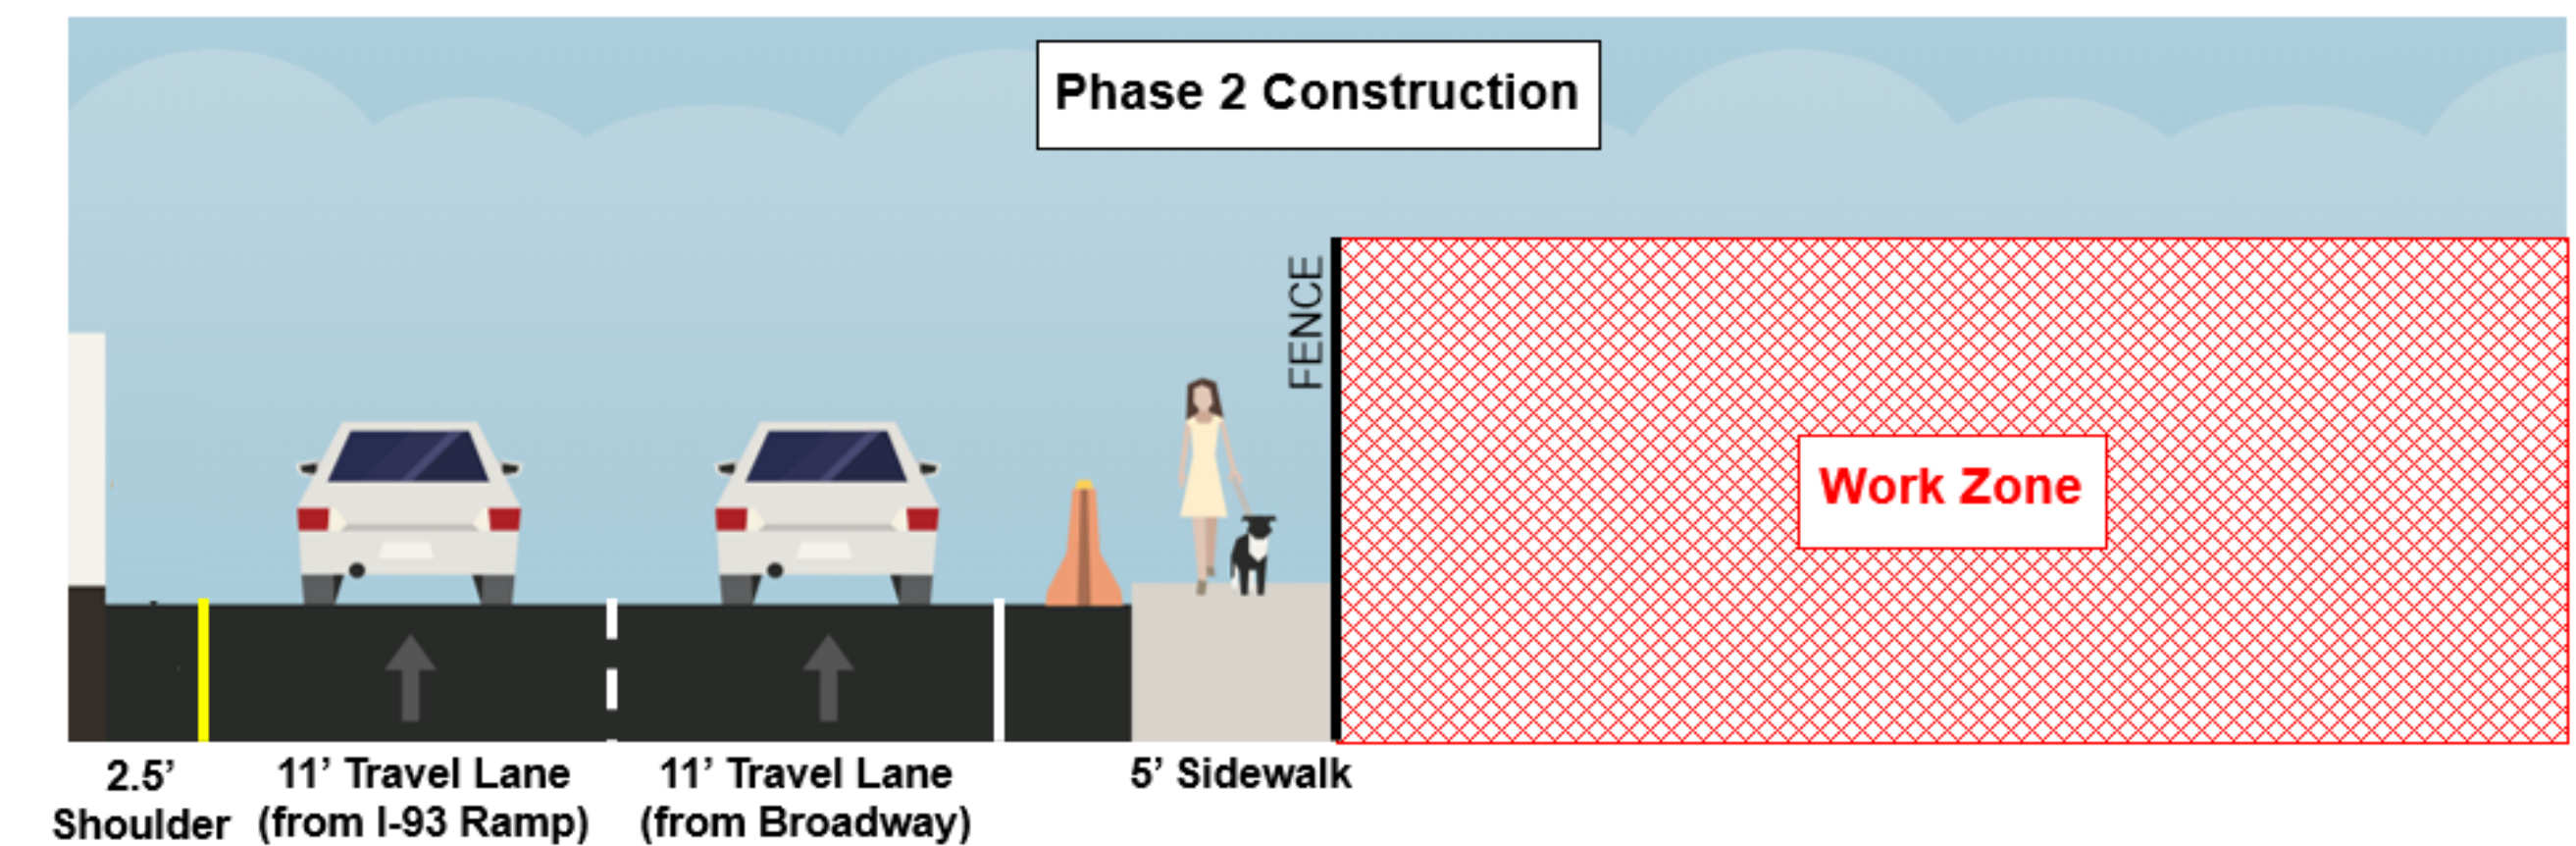 Phase 2 Construction
FENCE
Work Zone
2.5’
Shoulder
11’ Travel Lane
(from I-93 Ramp)
11’ Travel Lane
(from Broadway)
5’ Sidewalk